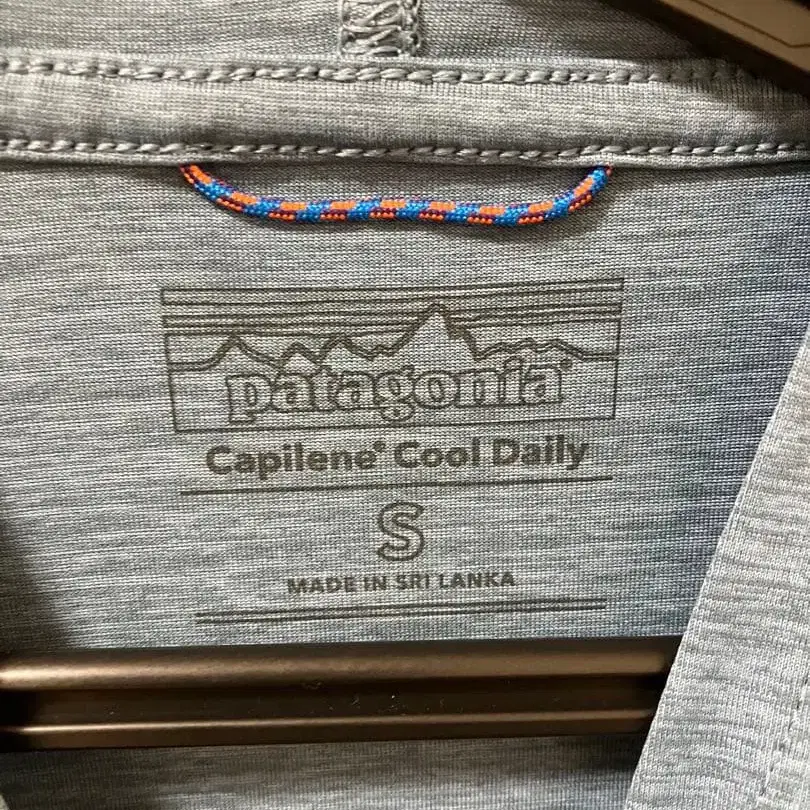 patagonia®
Capilene® Cool Daily
S
MADE IN SRI LANKA